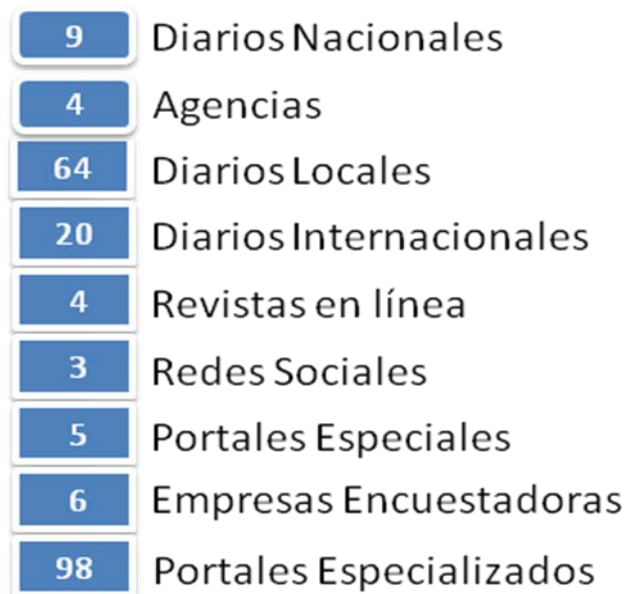 9 Diarios Nacionales
4 Agencias
64 Diarios Locales
20 Diarios Internacionales
4 Revistas en línea
3 Redes Sociales
5 Portales Especiales
6 Empresas Encuestadoras
98 Portales Especializados